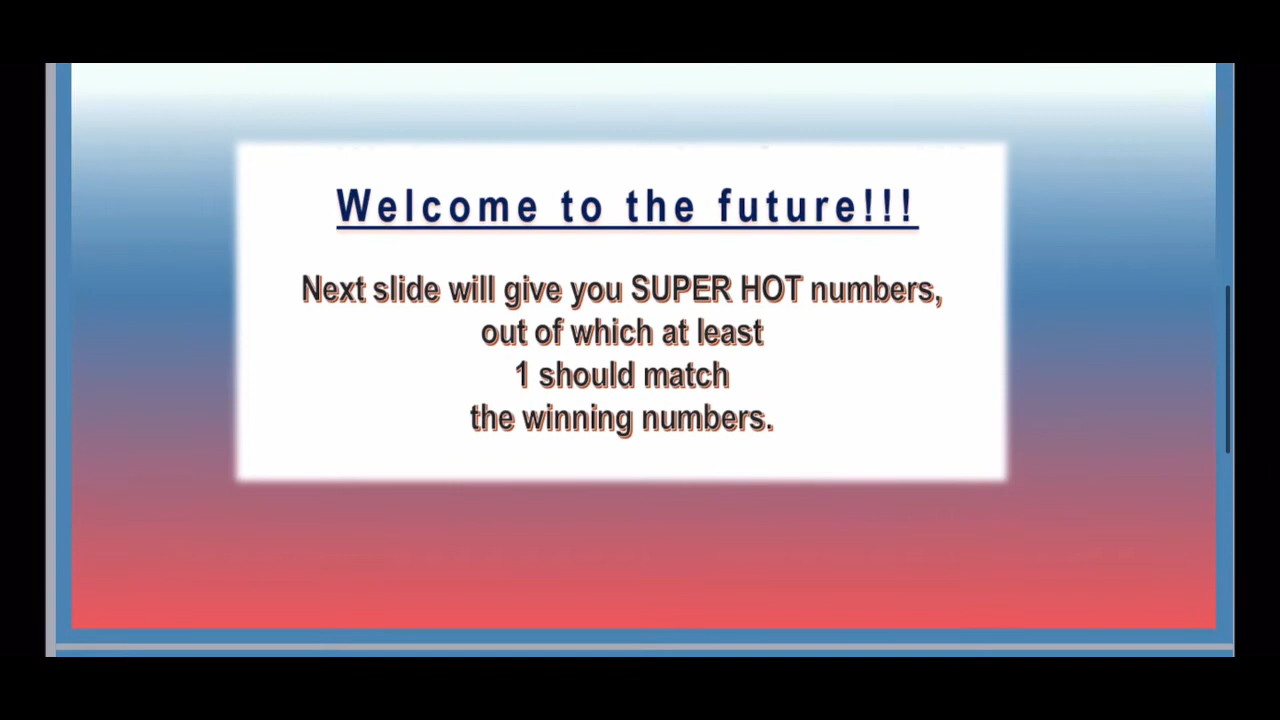 Welcome to the future!!!
Next slide will give you SUPER HOT numbers,
out of which at least
1 should match
the winning numbers.